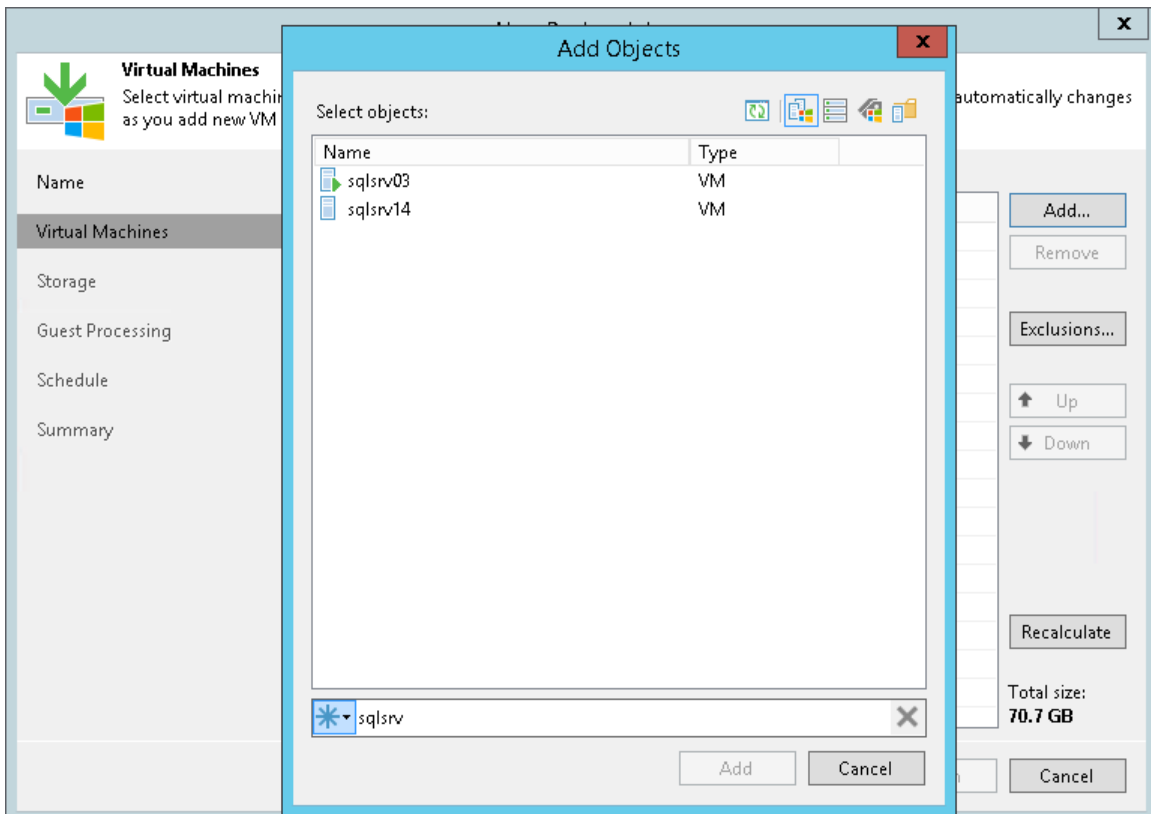 Add Objects
Virtual Machines
Select virtual machin
as you add new VM
automatically changes
Name
Virtual Machines
Storage
Guest Processing
Schedule
Summary
Select objects:
Name Type
sqlsrv03 VM
sqlsrv14 VM
sqlsrv
Add
Cancel
Add...
Remove
Exclusions...
Up
Down
Recalculate
Total size:
70.7 GB
Cancel